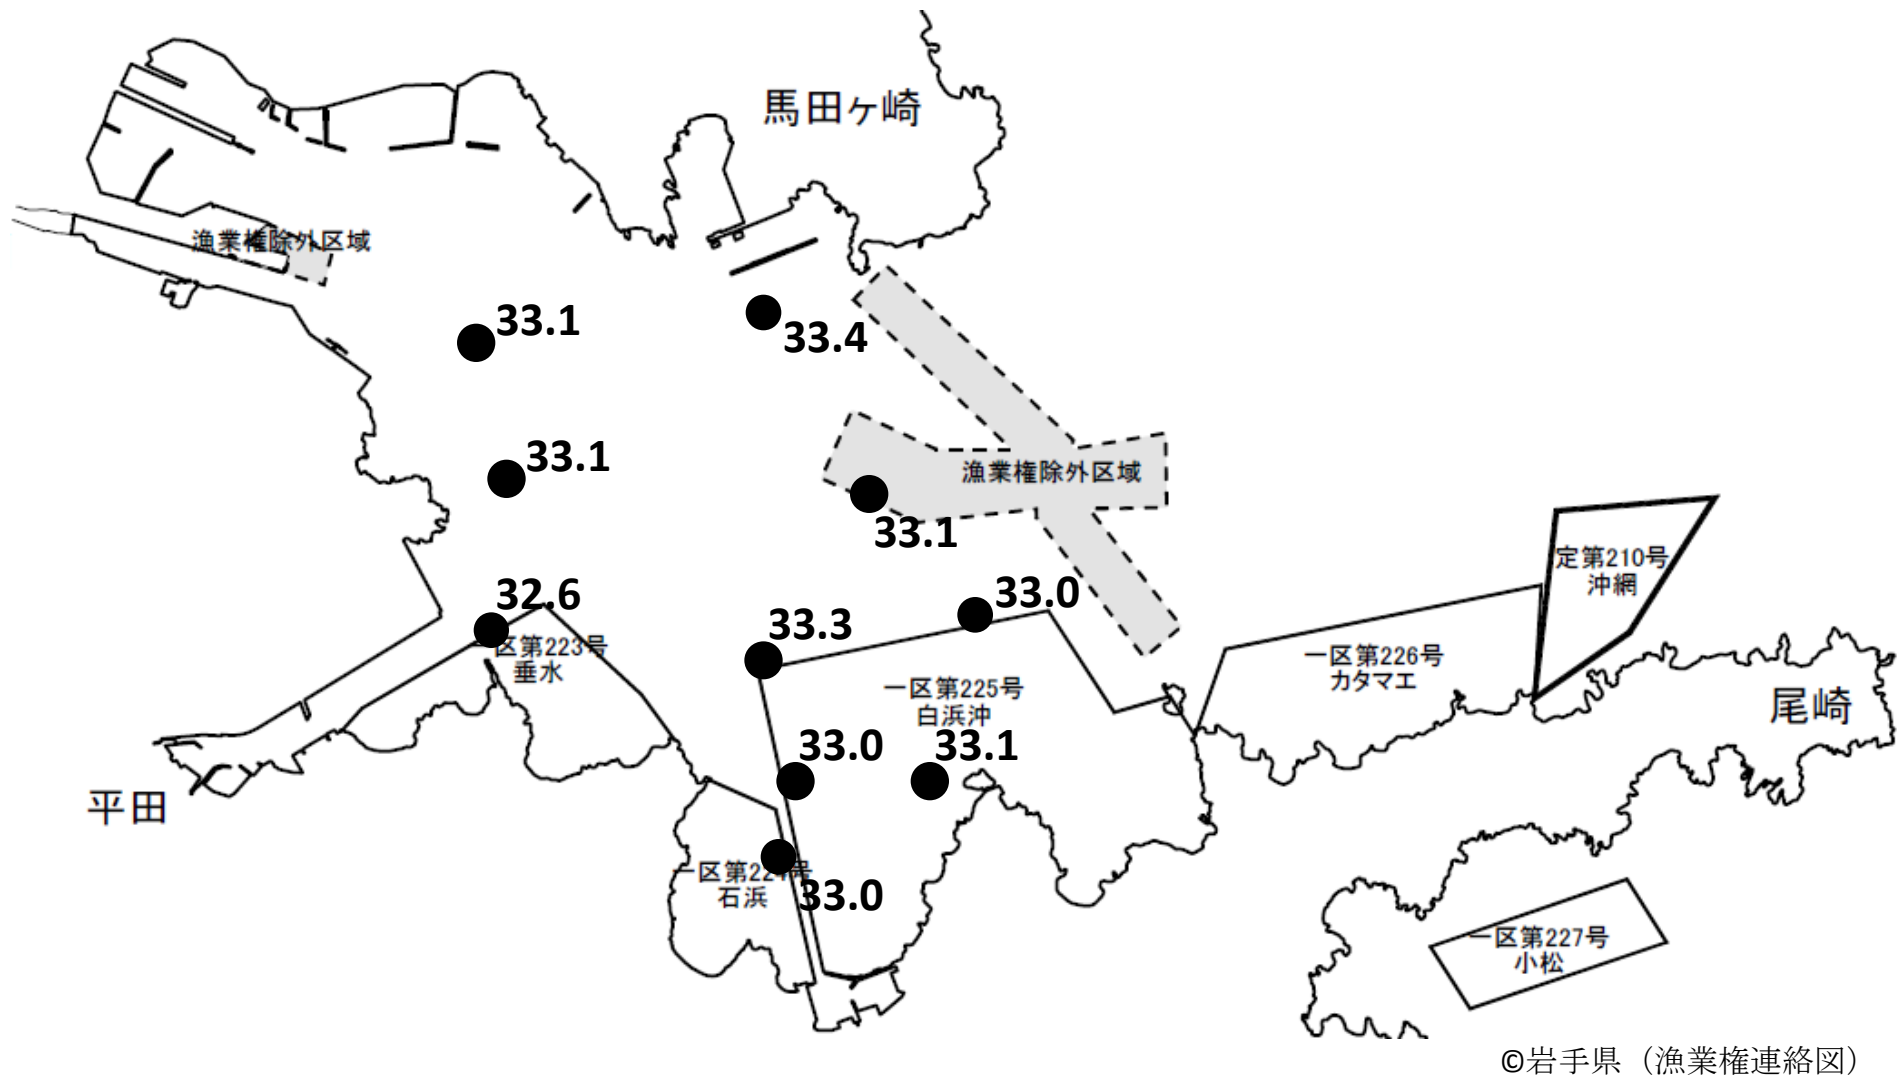 馬田ヶ崎
漁業権除外区域
33.1
33.4
33.1
漁業権除外区域
33.1
定第210号
沖網
32.6
33.0
33.3
一区第223号
垂水
一区第226号
カタマエ
一区第225号
白浜沖
尾崎
33.0
33.1
平田
一区第224号
石浜
33.0
一区第227号
小松
©岩手県（漁業権連絡図）